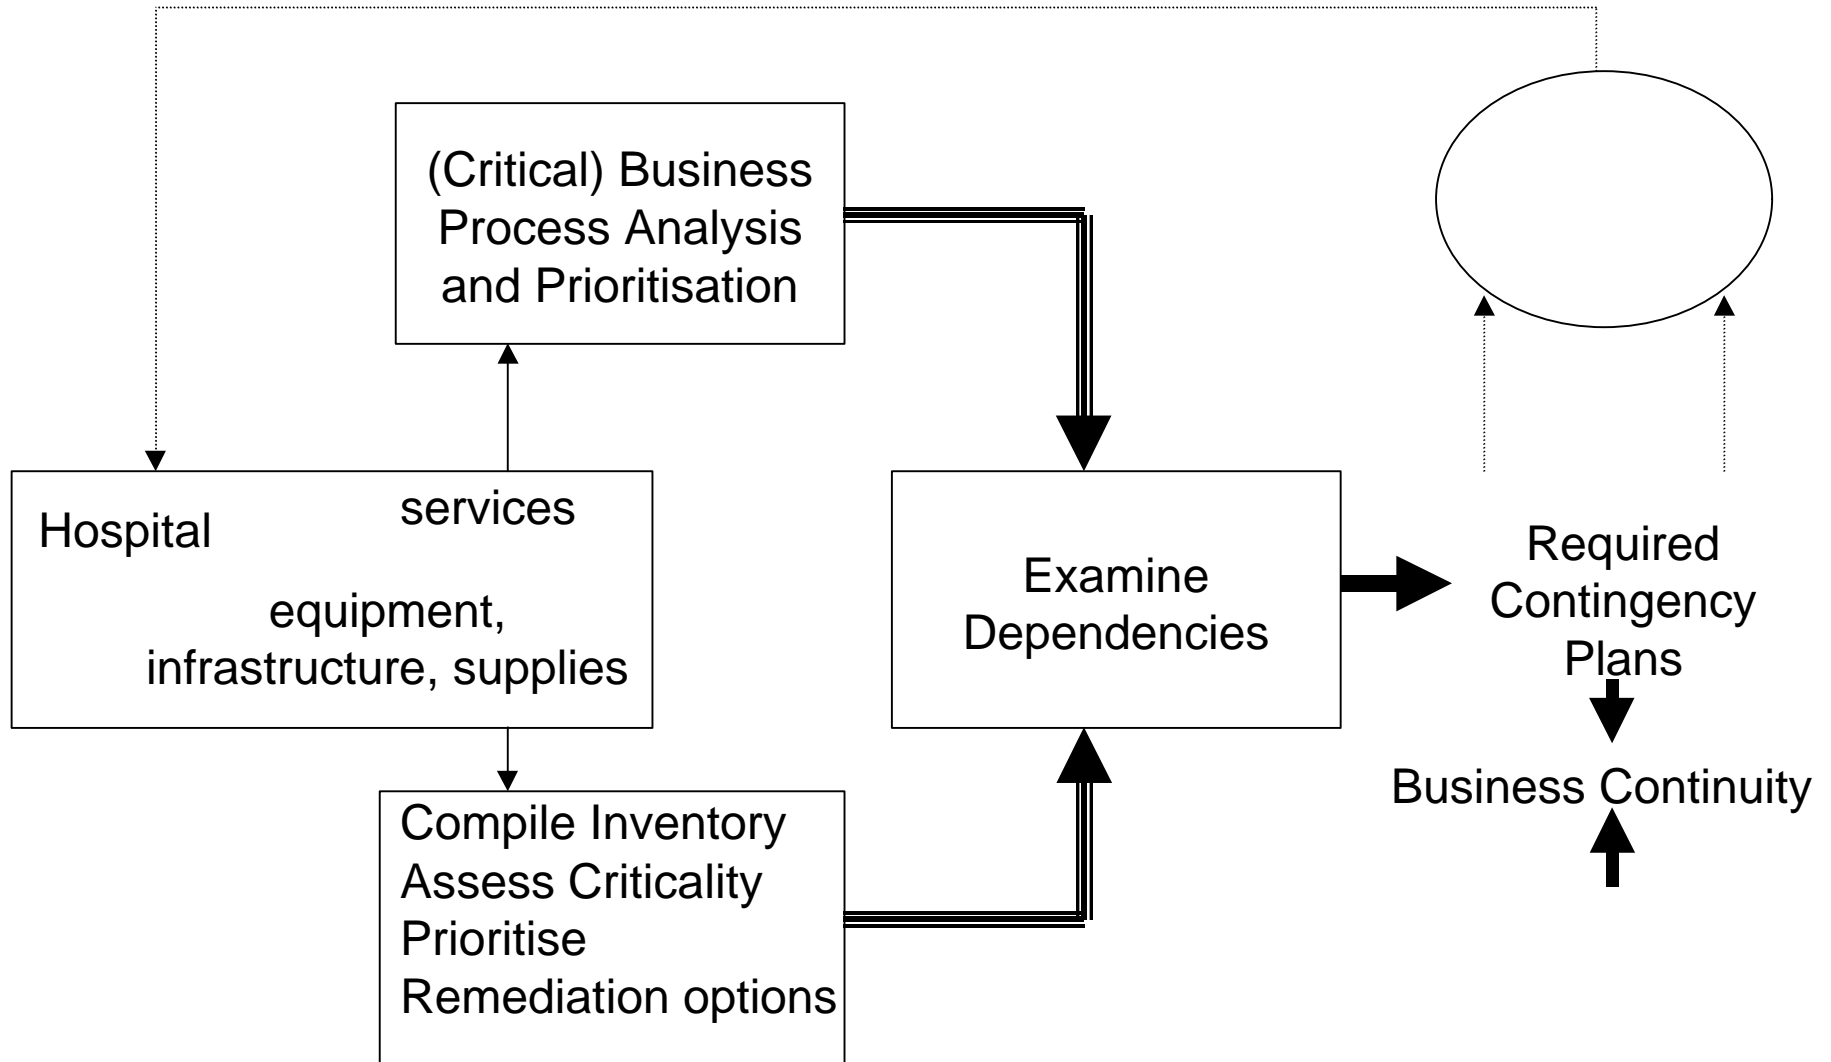 (Critical) Business
Process Analysis
and Prioritisation
Hospital
services
equipment,
infrastructure, supplies
Examine
Dependencies
Required
Contingency
Plans
Business Continuity
Compile Inventory
Assess Criticality
Prioritise
Remediation options